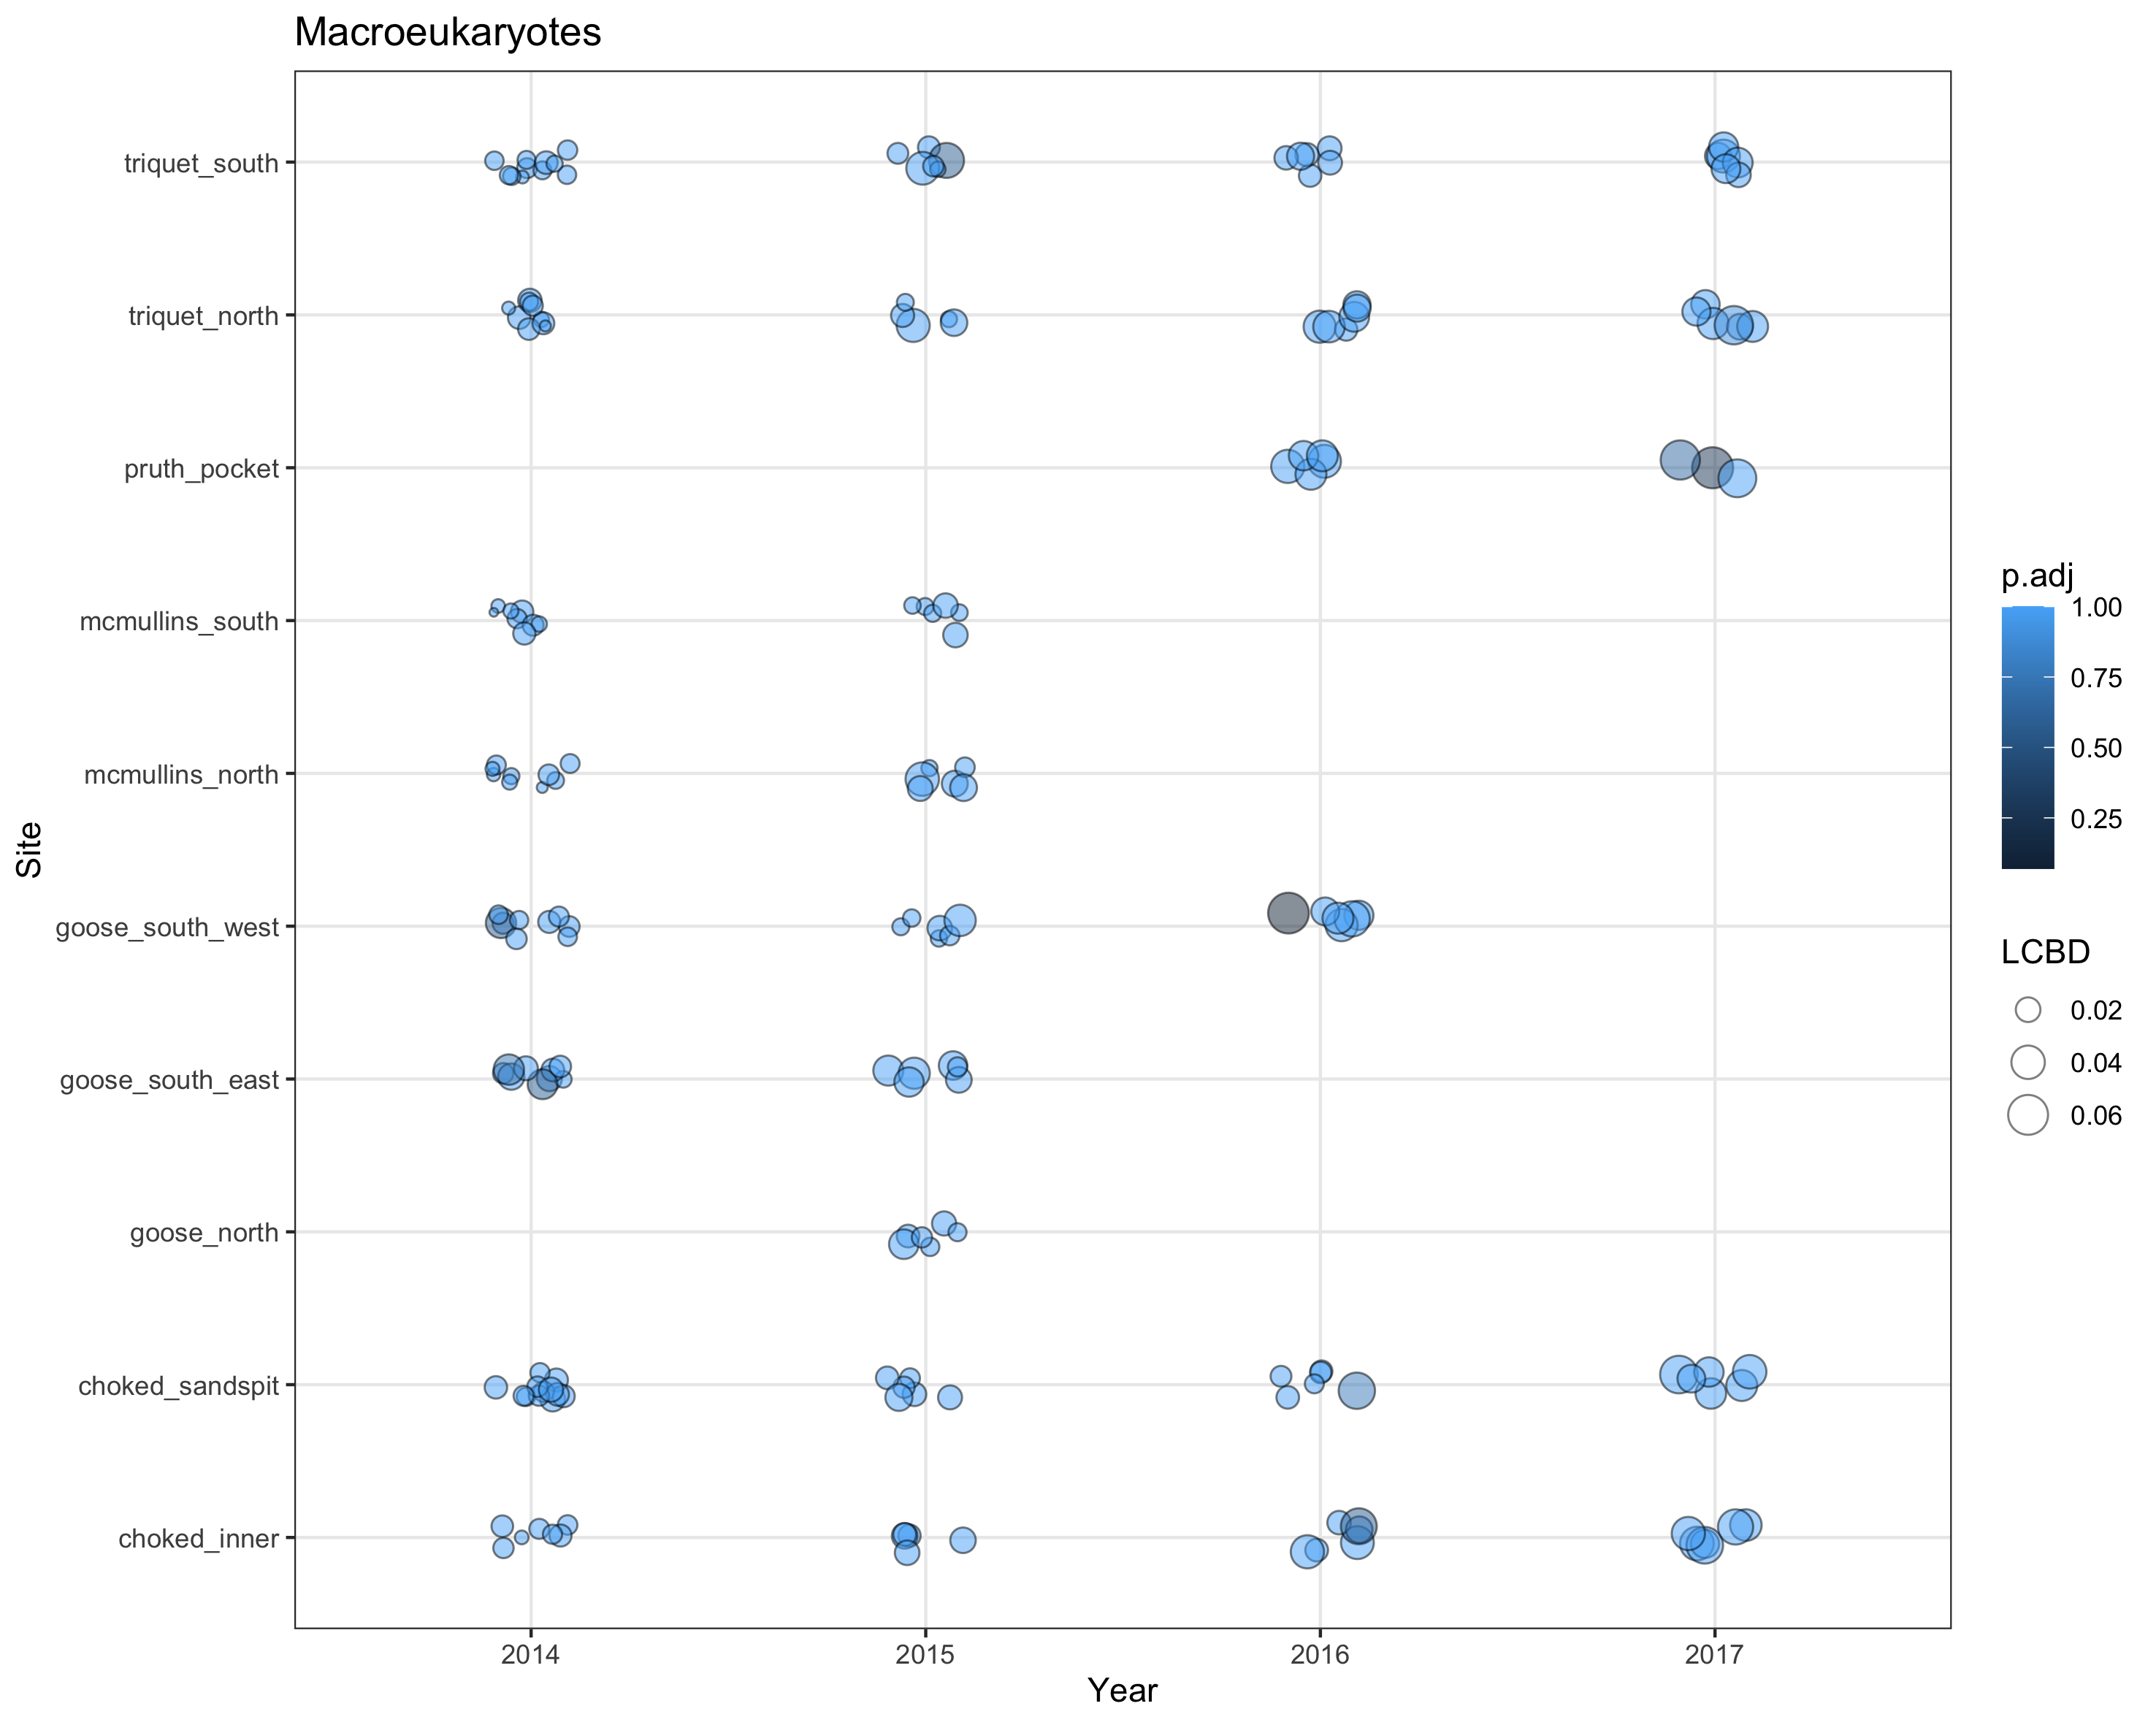 Macroeukaryotes
triquet_south
triquet_north
pruth_pocket
mcmullins_south
mcmullins_north
goose_south_west
goose_south_east
goose_north
choked_sandspit
choked_inner
Site
2014
2015
2016
2017
Year
p.adj
1.00
0.75
0.50
0.25
LCBD
0.02
0.04
0.06